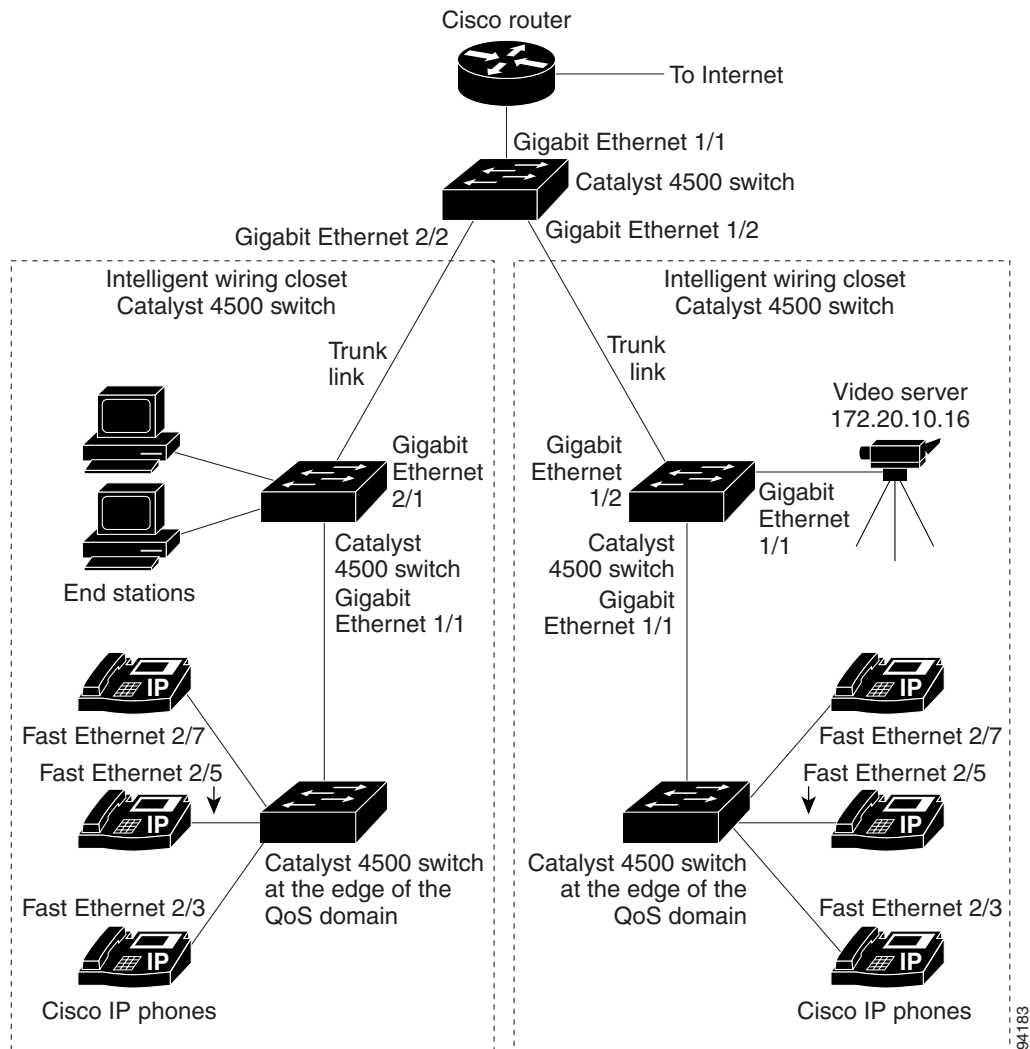 Cisco router
To Internet
Gigabit Ethernet 1/1
Catalyst 4500 switch
Gigabit Ethernet 2/2
Gigabit Ethernet 1/2
Intelligent wiring closet
Catalyst 4500 switch
Trunk
link
End stations
Gigabit
Ethernet
2/1
Catalyst
4500 switch
Gigabit
Ethernet 1/1
IP
Fast Ethernet 2/7
Fast Ethernet 2/5
IP
Fast Ethernet 2/3
IP
Cisco IP phones
Catalyst 4500 switch
at the edge of the
QoS domain
Intelligent wiring closet
Catalyst 4500 switch
Trunk
link
Video server
172.20.10.16
Gigabit
Ethernet
1/2
Gigabit
Ethernet
1/1
Catalyst
4500 switch
Gigabit
Ethernet 1/1
IP
Fast Ethernet 2/7
Fast Ethernet 2/5
IP
Catalyst 4500 switch
at the edge of the
QoS domain
Fast Ethernet 2/3
IP
Cisco IP phones
94183